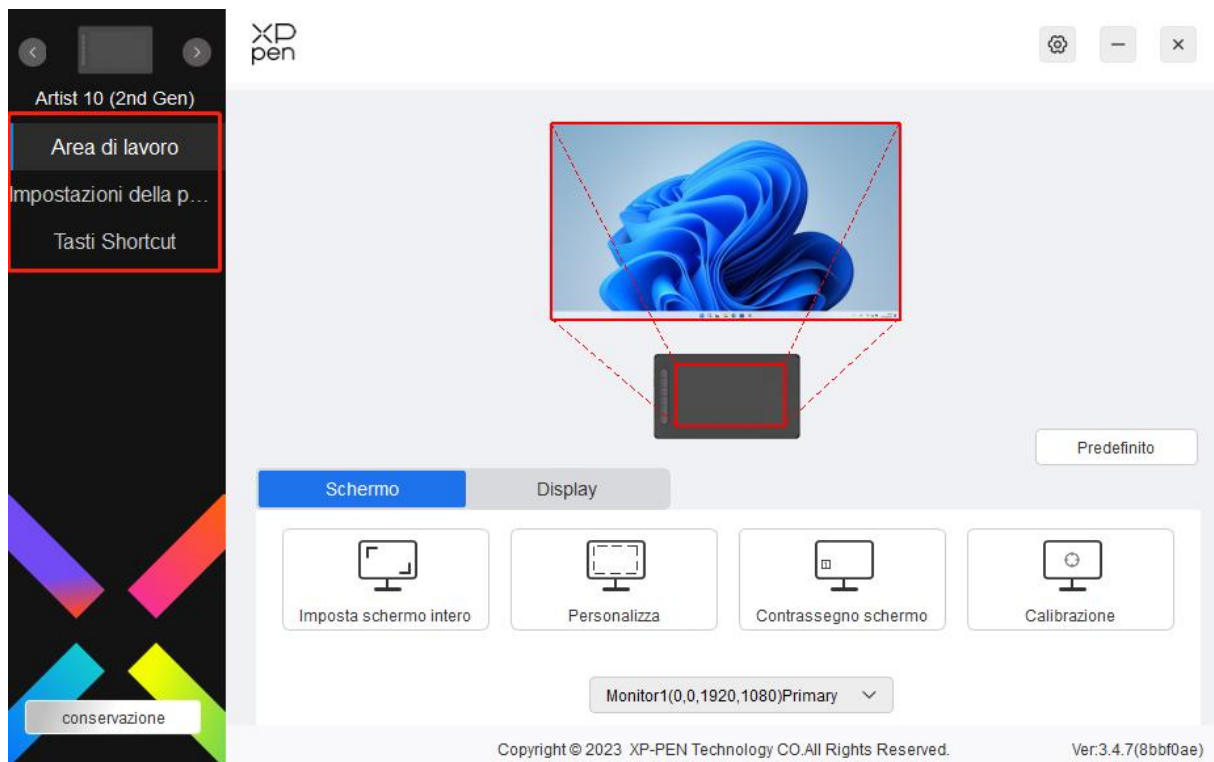 XP
pen
Artist 10 (2nd Gen)
Area di lavoro
Impostazioni della p...
Tasti Shortcut
conservazione
Predefinito
Schermo
Display
Imposta schermo intero
Personalizza
Contrassegno schermo
Calibrazione
Monitor1(0,0,1920,1080)Primary
Copyright © 2023 XP-PEN Technology CO.All Rights Reserved.
Ver:3.4.7(8bbf0ae)